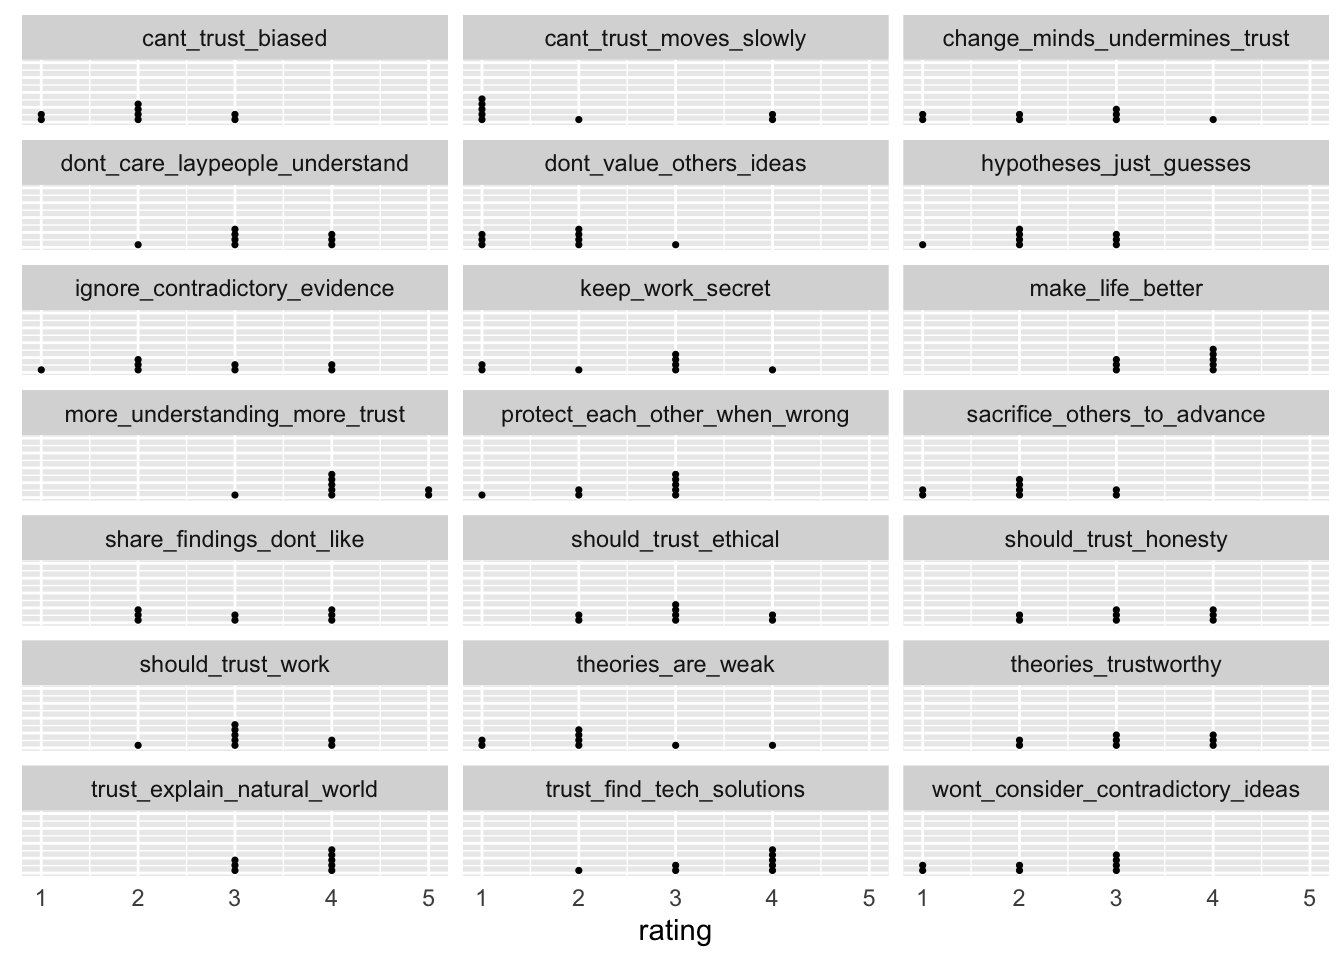 cant_trust_biased
cant_trust_moves_slowly
change_minds_undermines_trust
dont_care_laypeople_understand
dont_value_others_ideas
hypotheses_just_guesses
ignore_contradictory_evidence
keep_work_secret
make_life_better
more_understanding_more_trust
protect_each_other_when_wrong
sacrifice_others_to_advance
share_findings_dont_like
should_trust_ethical
should_trust_honesty
should_trust_work
theories_are_weak
theories_trustworthy
trust_explain_natural_world
trust_find_tech_solutions
wont_consider_contradictory_ideas
1 2 3 4 5
1 2 3 4 5
1 2 3 4 5
rating